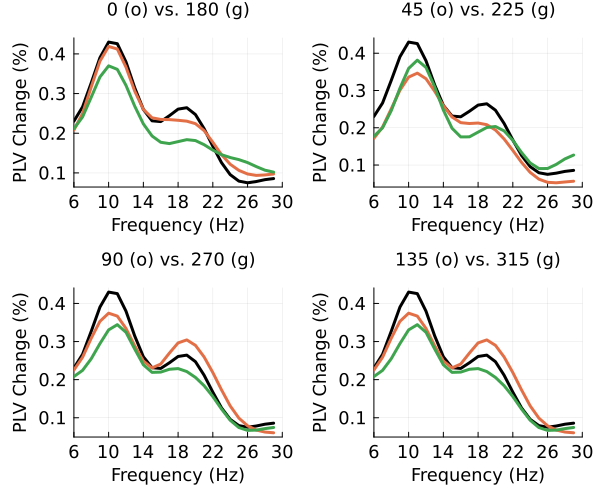 0 (o) vs. 180 (g)
PLV Change (%)
0.4
0.3
0.2
0.1
6 10 14 18 22 26 30
Frequency (Hz)
45 (o) vs. 225 (g)
PLV Change (%)
0.4
0.3
0.2
0.1
6 10 14 18 22 26 30
Frequency (Hz)
90 (o) vs. 270 (g)
PLV Change (%)
0.4
0.3
0.2
0.1
6 10 14 18 22 26 30
Frequency (Hz)
135 (o) vs. 315 (g)
PLV Change (%)
0.4
0.3
0.2
0.1
6 10 14 18 22 26 30
Frequency (Hz)